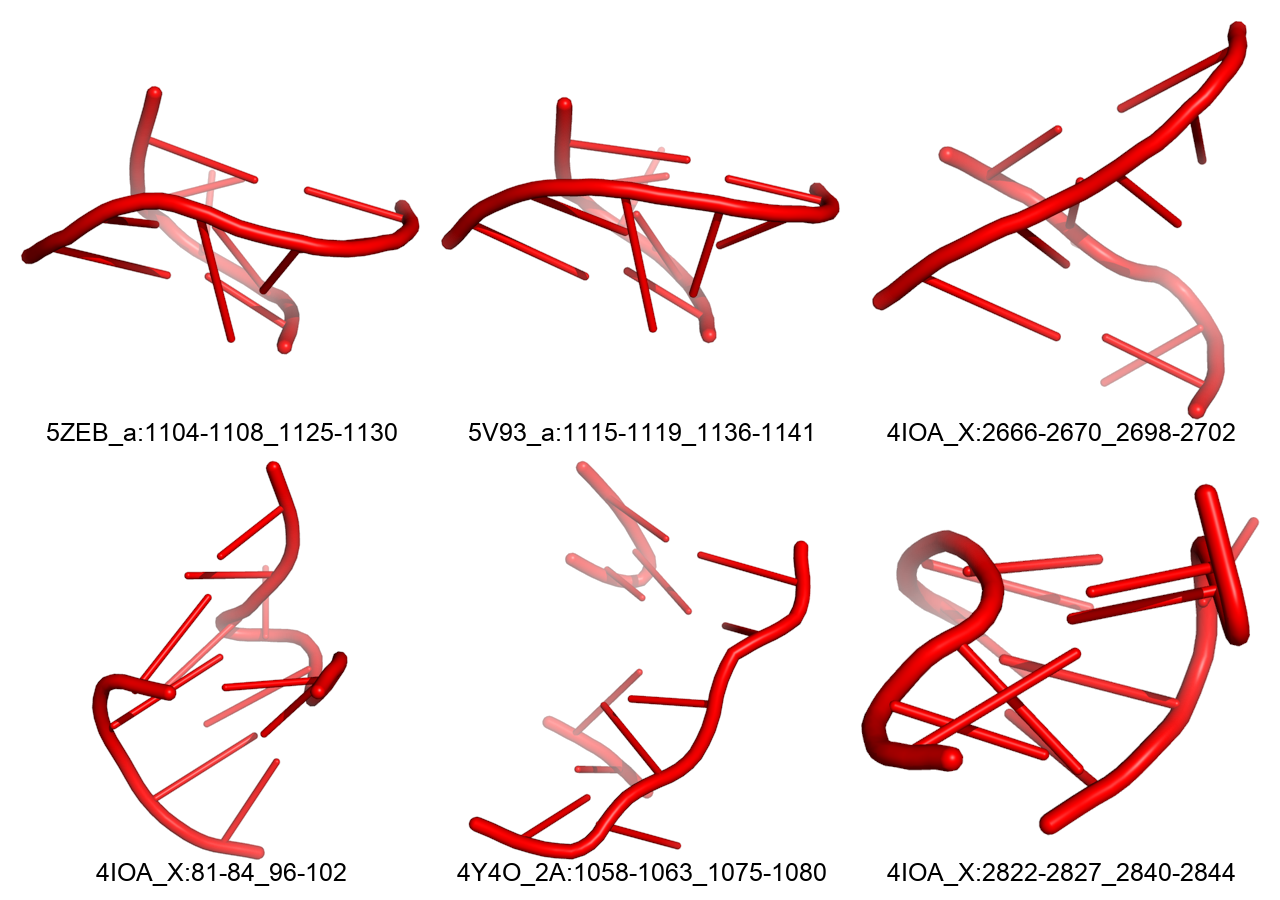 5ZEB_a:1104-1108_1125-1130
5V93_a:1115-1119_1136-1141
4IOA_X:2666-2670_2698-2702
4IOA_X:81-84_96-102
4Y4O_2A:1058-1063_1075-1080
4IOA_X:2822-2827_2840-2844